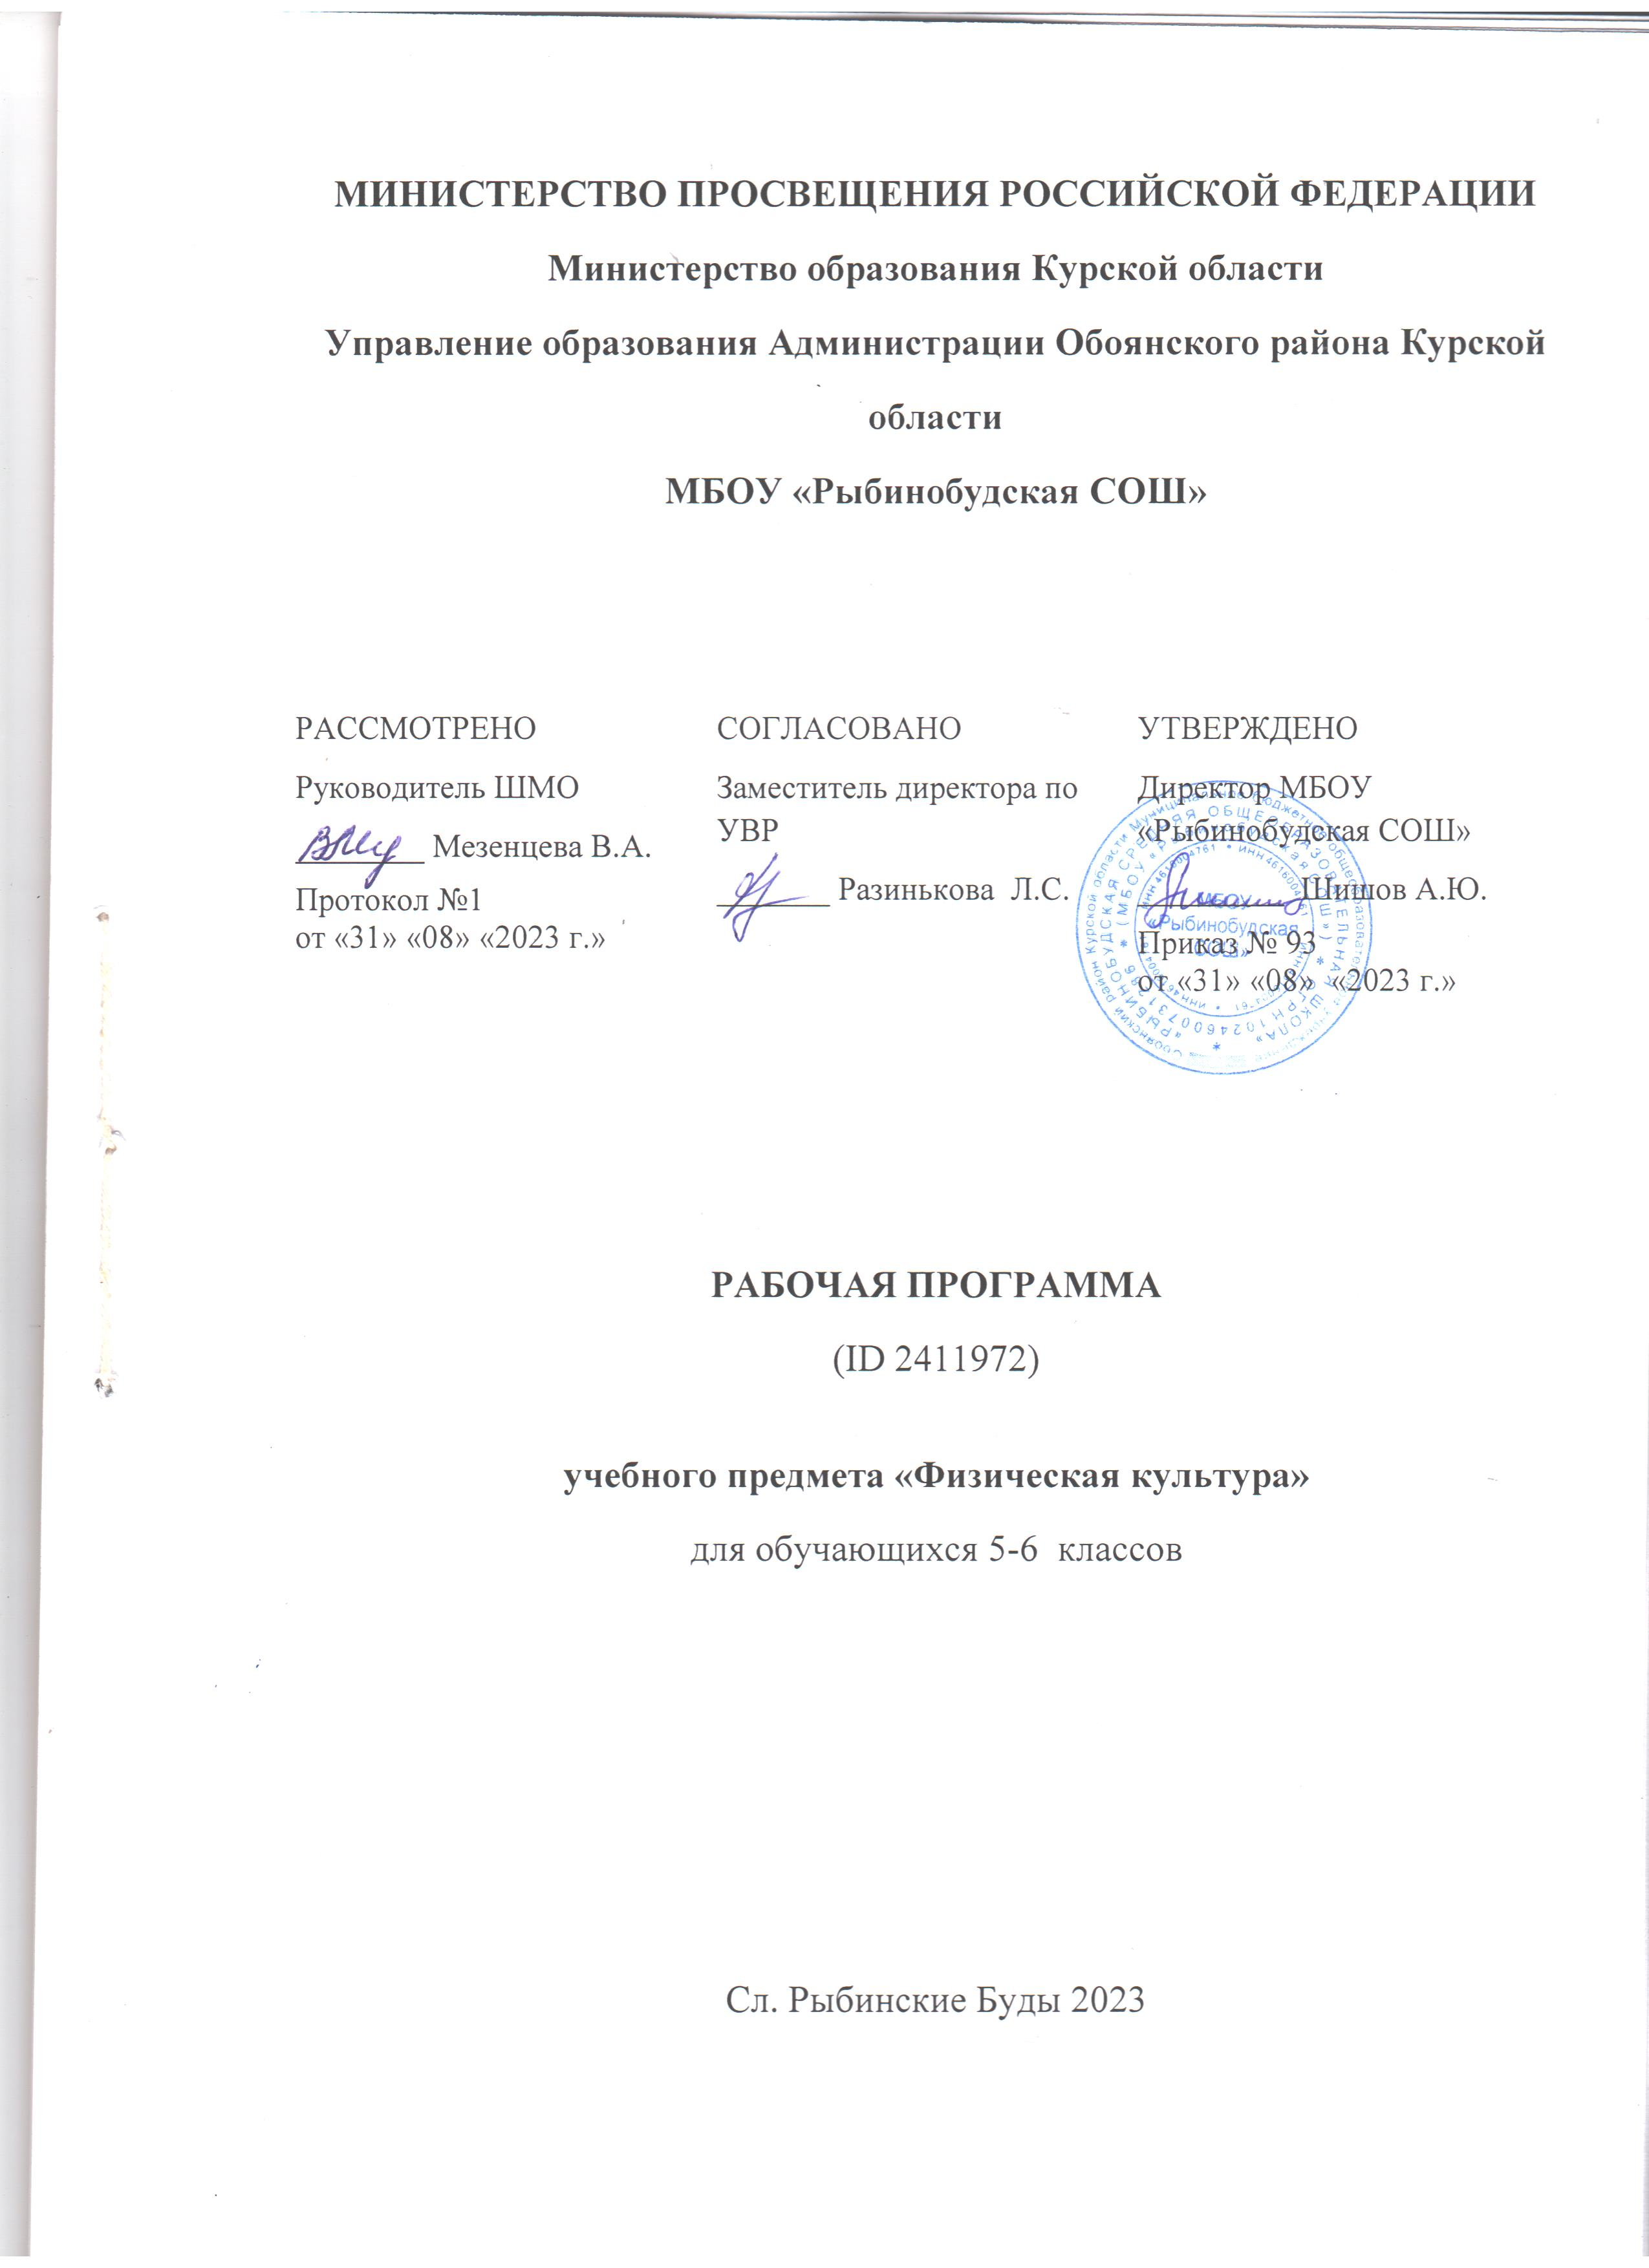 МИНИСТЕРСТВО ПРОСВЕЩЕНИЯ РОССИЙСКОЙ ФЕДЕРАЦИИ
Министерство образования Курской области
Управление образования Администрации Обоянского района Курской
области
МБОУ «Рыбинобудская СОШ»
РАССМОТРЕНО
Руководитель ШМО
Мезенцева В.А.
Протокол №1
от «31» «08» «2023 г.»
СОГЛАСОВАНО
Заместитель директора по
УВР
Разинькова Л.С.
УТВЕРЖДЕНО
Директор МБОУ
«Рыбинобудская СОШ»
Шишов А.Ю.
Приказ № 93
от «31» «08» «2023 г.»
МБОУ
«Рыбинобудская
СОШ»
РАБОЧАЯ ПРОГРАММА
(ID 2411972)
учебного предмета «Физическая культура»
для обучающихся 5-6 классов
Сл. Рыбинские Буды 2023